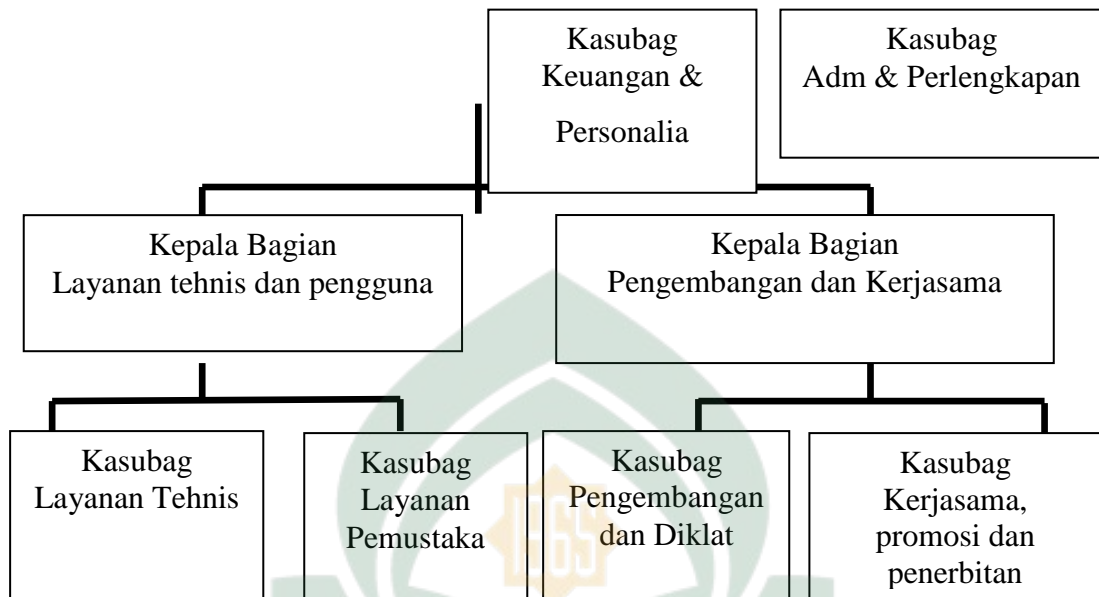 Kasubag
Keuangan &
Personalia
Kasubag
Adm & Perlengkapan
Kepala Bagian
Layanan tehnis dan pengguna
Kepala Bagian
Pengembangan dan Kerjasama
Kasubag
Layanan Tehnis
Kasubag
Layanan
Pemustaka
Kasubag
Pengembangan
dan Diklat
Kasubag
Kerjasama,
promosi dan
penerbitan
1965